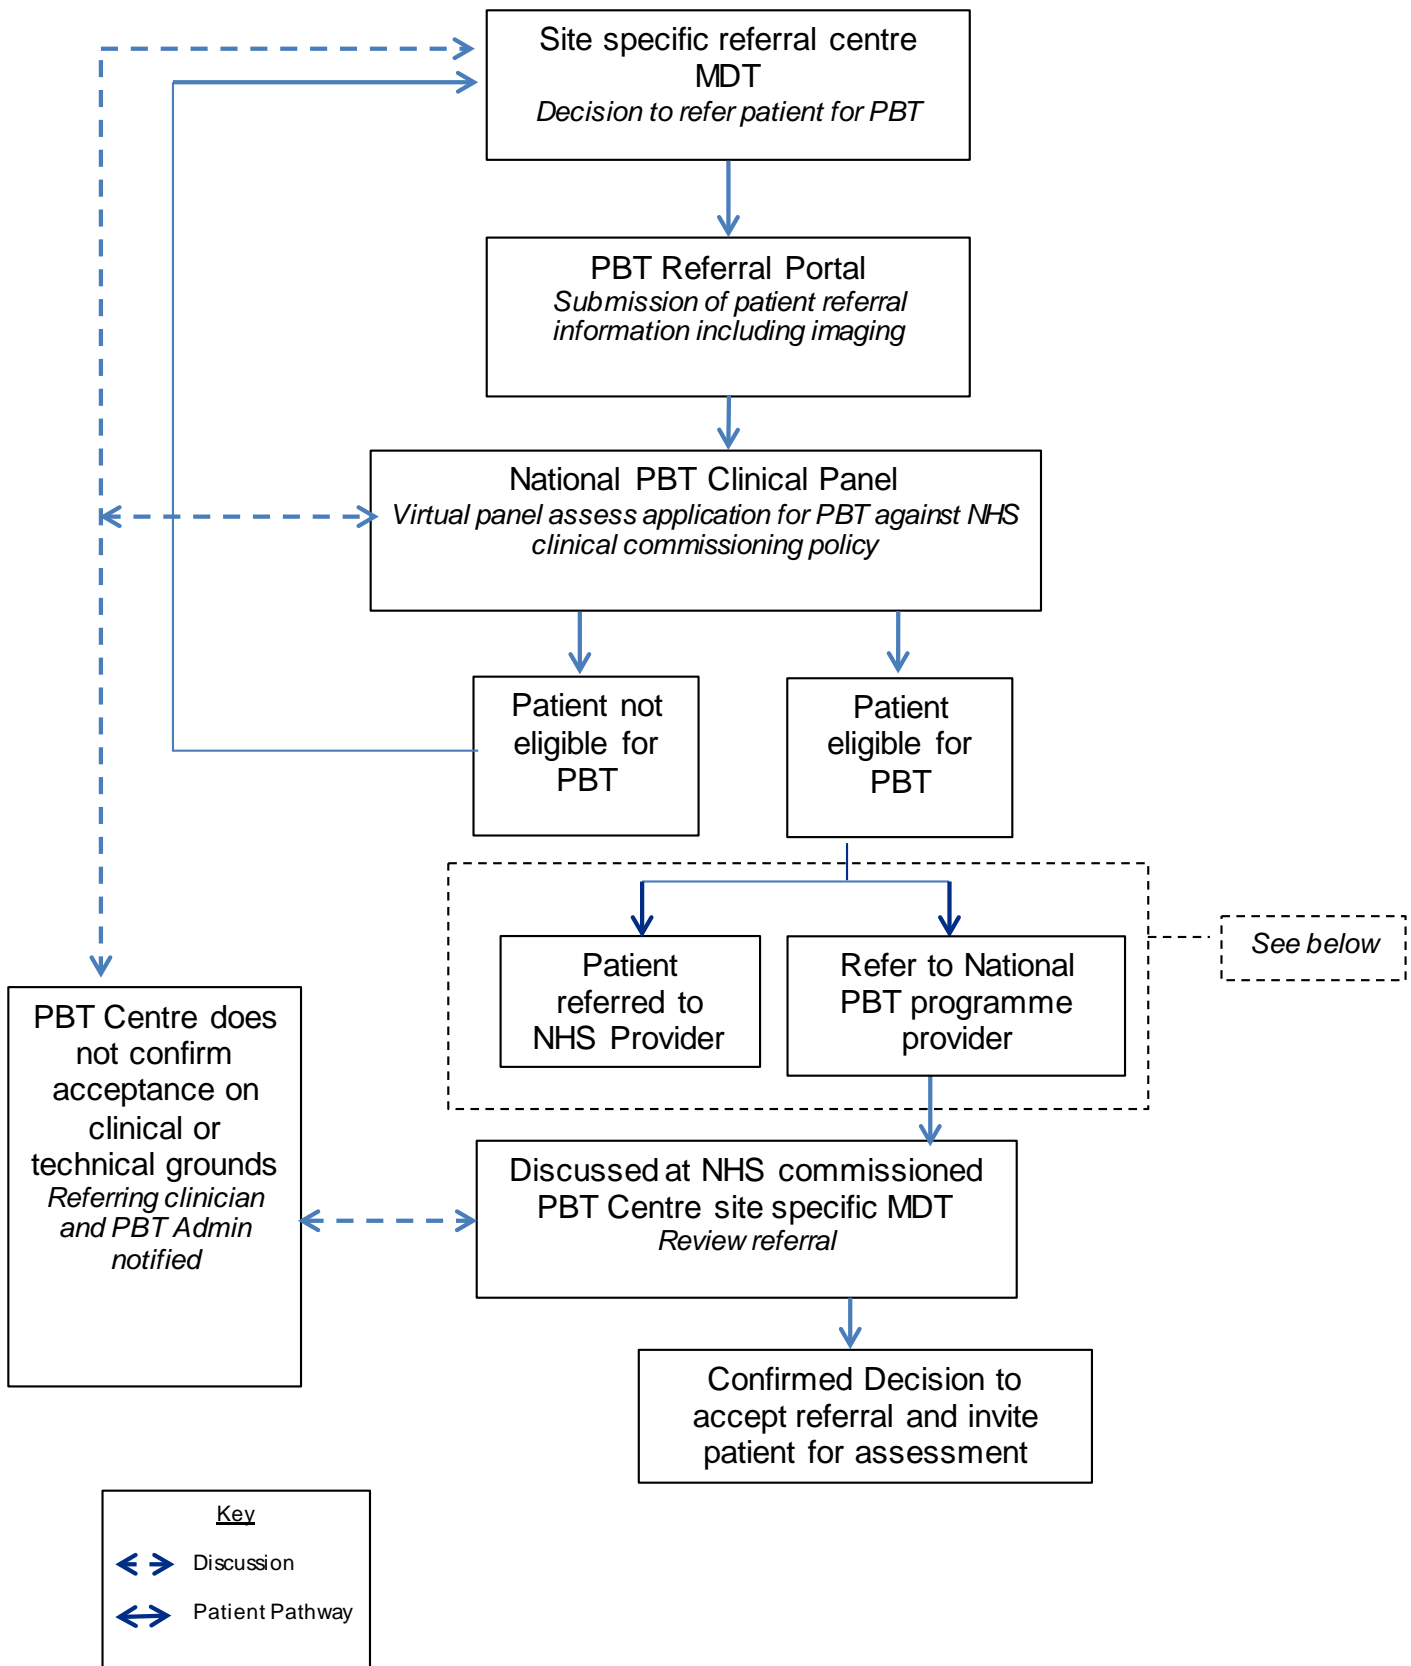 Site specific referral centre
MDT
Decision to refer patient for PBT
PBT Referral Portal
Submission of patient referral
information including imaging
National PBT Clinical Panel
Virtual panel assess application for PBT against NHS
clinical commissioning policy
Patient not
eligible for
PBT
Patient
eligible for
PBT
Patient
referred to
NHS Provider
Refer to National
PBT programme
provider
See below
PBT Centre does
not confirm
acceptance on
clinical or
technical grounds
Referring clinician
and PBT Admin
notified
Discussed at NHS commissioned
PBT Centre site specific MDT
Review referral
Confirmed Decision to
accept referral and invite
patient for assessment
Key
Discussion
Patient Pathway